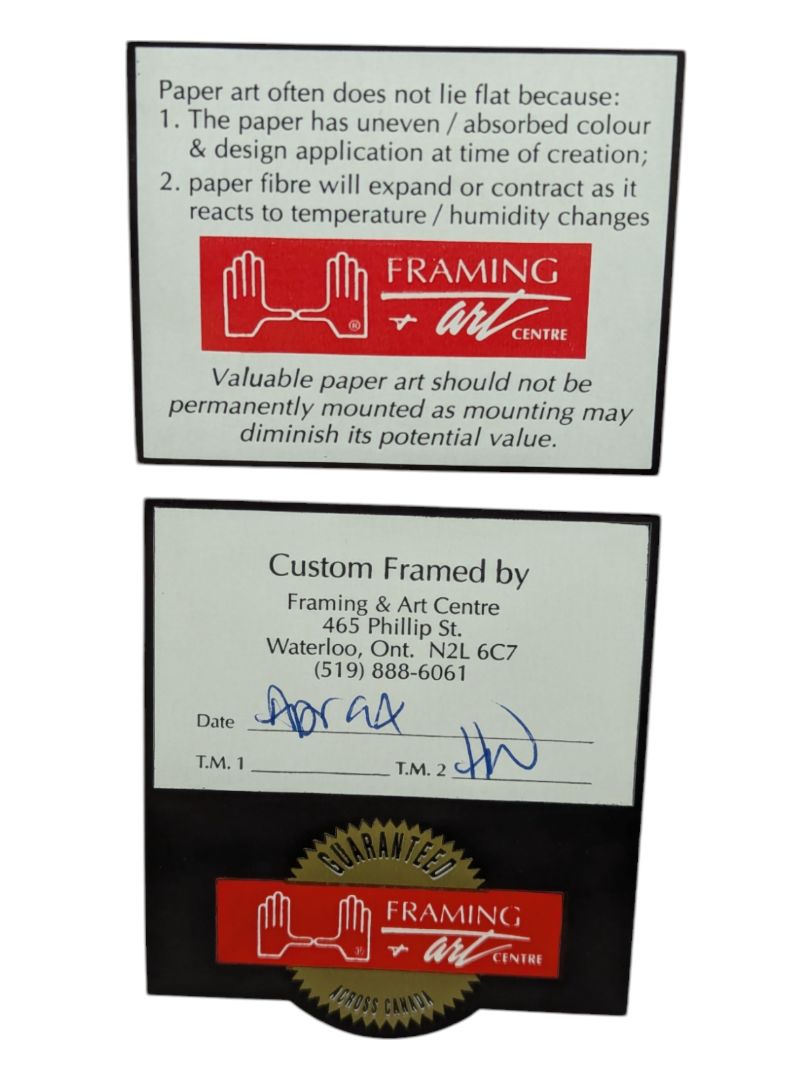 Paper art often does not lie flat because:
1. The paper has uneven / absorbed colour
& design application at time of creation;
2. paper fibre will expand or contract as it
reacts to temperature / humidity changes
FRAMING
& art CENTRE
®
Valuable paper art should not be
permanently mounted as mounting may
diminish its potential value.
Custom Framed by
Framing & Art Centre
465 Phillip St.
Waterloo, Ont. N2L 6C7
(519) 888-6061
Date Apr
T.M. 1 T.M. 2 HW
GUARANTEED
FRAMING
& art CENTRE
®
ACROSS CANADA